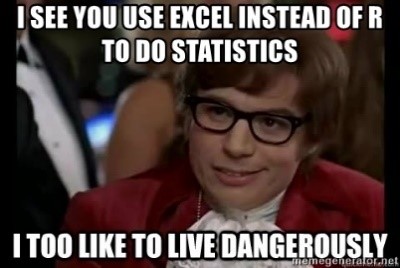 I SEE YOU USE EXCEL INSTEAD OF R
TO DO STATISTICS
I TOO LIKE TO LIVE DANGEROUSLY
memegenerator.net